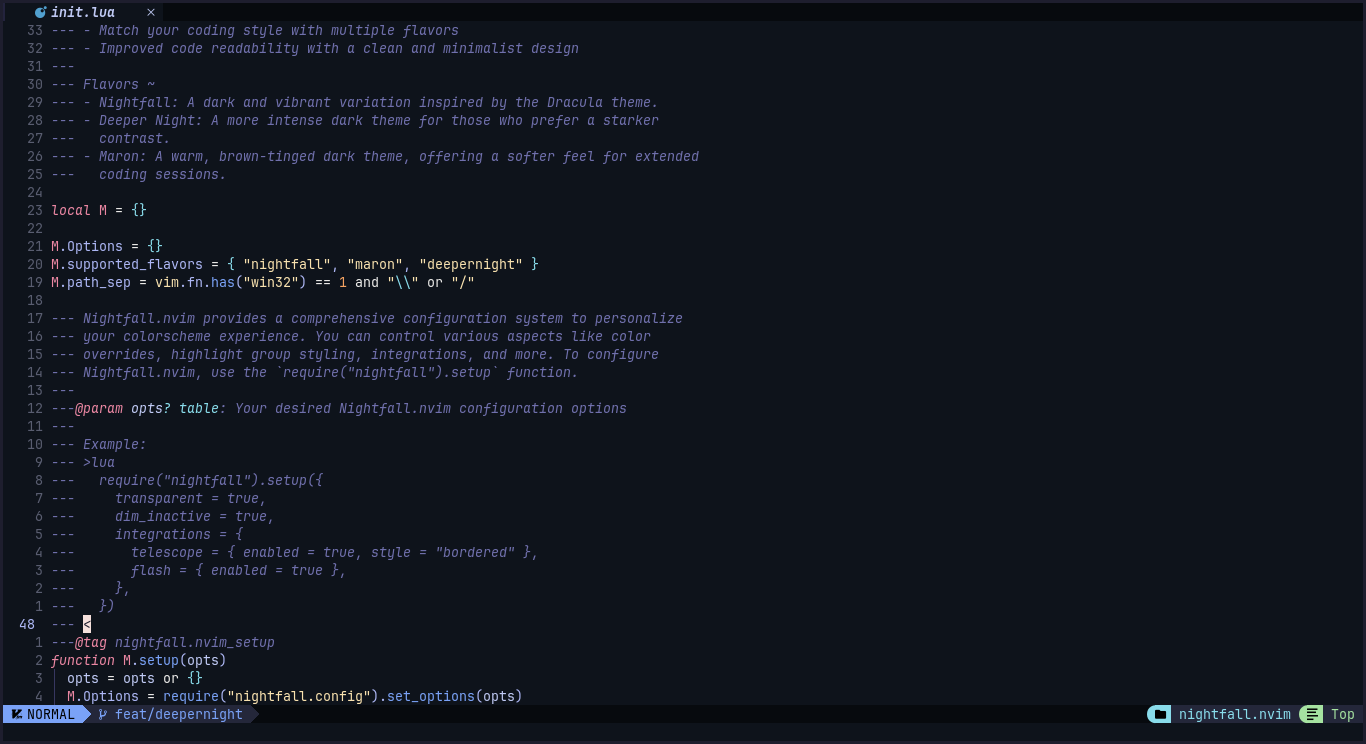 init.lua ×
33 --- - Match your coding style with multiple flavors
32 --- - Improved code readability with a clean and minimalist design
31 ---
30 --- Flavors ~
29 --- - Nightfall: A dark and vibrant variation inspired by the Dracula theme.
28 --- - Deeper Night: A more intense dark theme for those who prefer a starker
27 ---   contrast.
26 --- - Maron: A warm, brown-tinged dark theme, offering a softer feel for extended
25 ---   coding sessions.
24
23 local M = {}
22
21 M.Options = {}
20 M.supported_flavors = { "nightfall", "maron", "deepernight" }
19 M.path_sep = vim.fn.has("win32") == 1 and "\\" or "/"
18
17 --- Nightfall.nvim provides a comprehensive configuration system to personalize
16 --- your colorscheme experience. You can control various aspects like color
15 --- overrides, highlight group styling, integrations, and more. To configure
14 --- Nightfall.nvim, use the `require("nightfall").setup` function.
13 ---
12 ---@param opts? table: Your desired Nightfall.nvim configuration options
11 ---
10 --- Example:
9 --- >lua
8 ---   require("nightfall").setup({
7 ---     transparent = true,
6 ---     dim_inactive = true,
5 ---     integrations = {
4 ---       telescope = { enabled = true, style = "bordered" },
3 ---       flash = { enabled = true },
2 ---     },
1 ---   })
48 --- <
1 ---@tag nightfall.nvim_setup
2 function M.setup(opts)
3   opts = opts or {}
4   M.Options = require("nightfall.config").set_options(opts)
NORMAL feat/deepernight nightfall.nvim Top